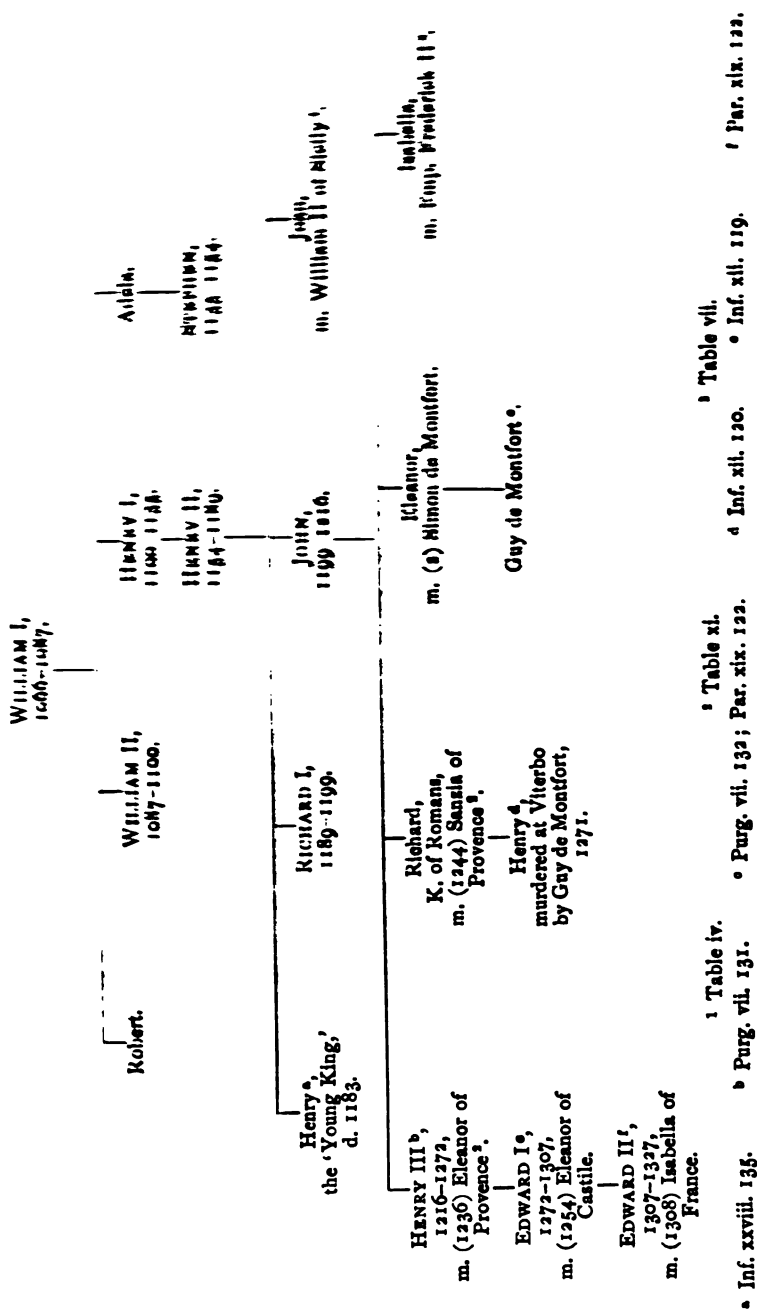 WILLIAM I,
1066-1087.
Robert.
WILLIAM II,
1087-1100.
HENRY I,
1100-1135.
Adela,
HENRY II,
1154-1189.
STEPHEN,
1135-1154.
Henry a,
the ‘Young King,’
d. 1183.
RICHARD I,
1189-1199.
JOHN,
1199-1216.
Joan,
m. William II of Sicily 1.
HENRY III b,
1216-1272,
m. (1236) Eleanor of
Provence 2.
Richard,
K. of Romans,
m. (1244) Sanzia of
Provence 2.
Eleanor,
m. (2) Simon de Montfort.
Isabella,
m. Emp. Frederick II 3.
EDWARD I c,
1272-1307,
m. (1254) Eleanor of
Castile.
Henry d,
murdered at Viterbo
by Guy de Montfort,
1271.
Guy de Montfort e.
EDWARD II f,
1307-1327,
m. (1308) Isabella of
France.
1 Table iv. 2 Table xi. 3 Table vii.
a Inf. xxviii. 135. b Purg. vii. 131. c Purg. vii. 132; Par. xix. 122. d Inf. xii. 120. e Inf. xii. 119. f Par. xix. 122.